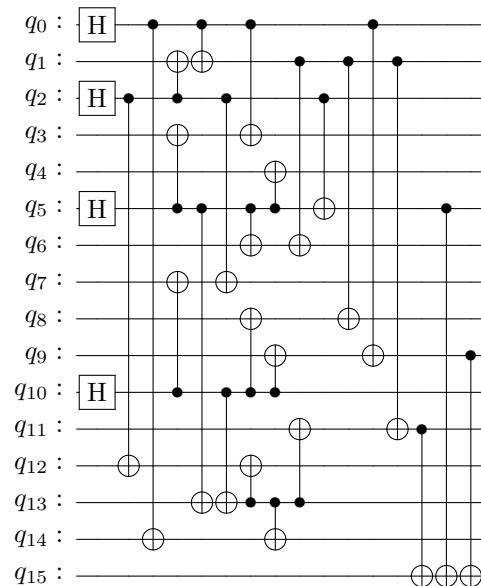 q0 : H
q1 :
q2 : H
q3 :
q4 :
q5 : H
q6 :
q7 :
q8 :
q9 :
q10 : H
q11 :
q12 :
q13 :
q14 :
q15 :